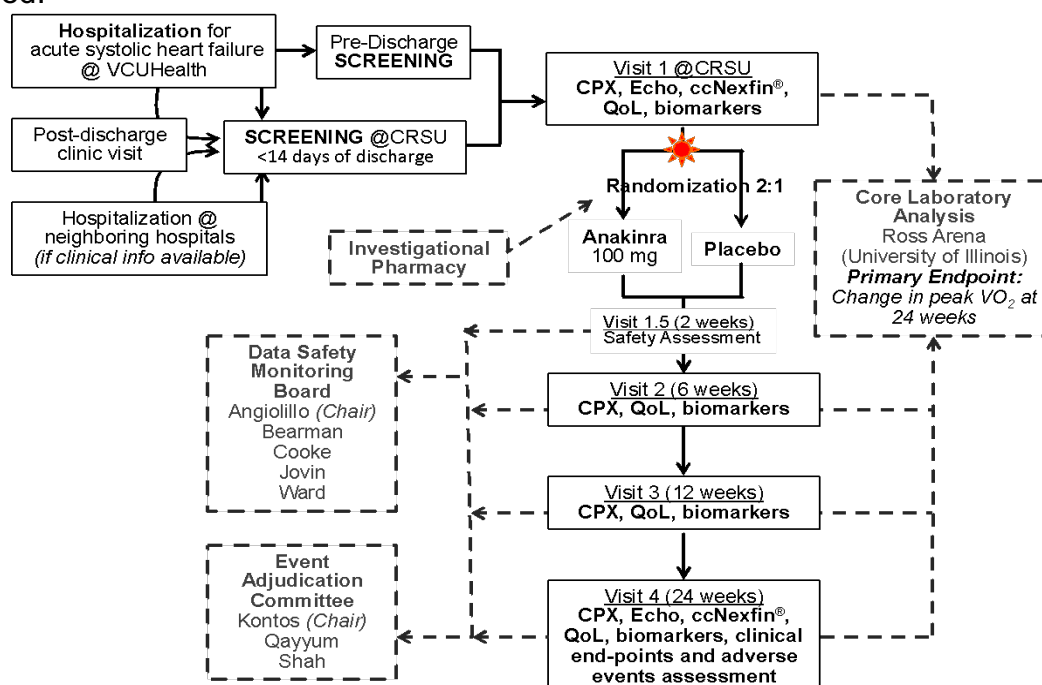 Hospitalization for
acute systolic heart failure
@ VCUHealth
Pre-Discharge
SCREENING
Post-discharge
clinic visit
SCREENING @CRSU
<14 days of discharge
Hospitalization @
neighboring hospitals
(if clinical info available)
Visit 1 @CRSU
CPX, Echo, ccNexfin®,
QoL, biomarkers
Randomization 2:1
Investigational
Pharmacy
Anakinra
100 mg
Placebo
Core Laboratory
Analysis
Ross Arena
(University of Illinois)
Primary Endpoint:
Change in peak VO2 at
24 weeks
Visit 1.5 (2 weeks)
Safety Assessment
Data Safety
Monitoring
Board
Angiolillo (Chair)
Bearman
Cooke
Jovin
Ward
Visit 2 (6 weeks)
CPX, QoL, biomarkers
Visit 3 (12 weeks)
CPX, QoL, biomarkers
Event
Adjudication
Committee
Kontos (Chair)
Qayyum
Shah
Visit 4 (24 weeks)
CPX, Echo, ccNexfin®,
QoL, biomarkers, clinical
end-points and adverse
events assessment